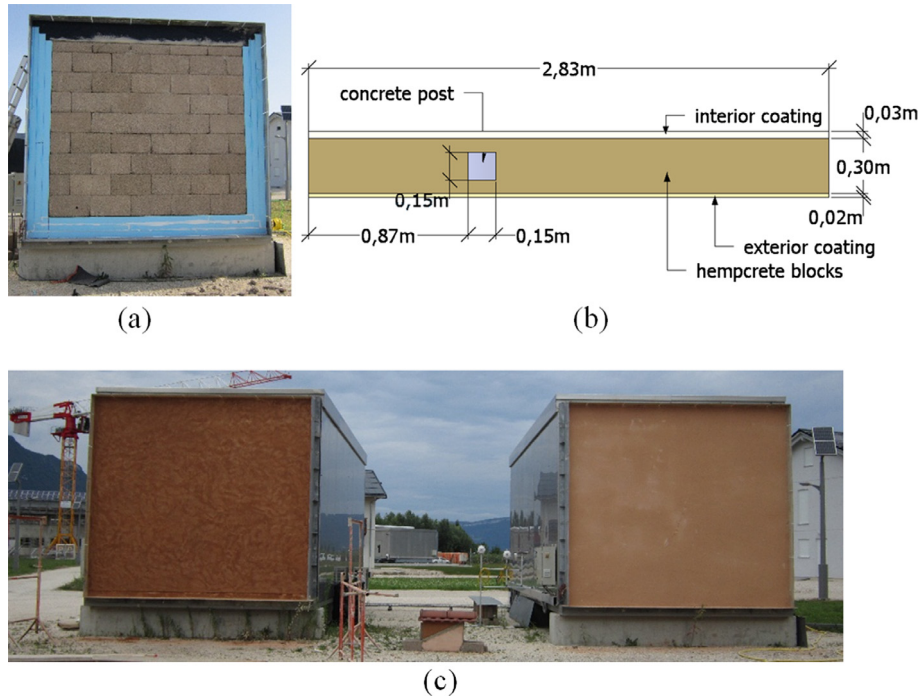 2,83m
concrete post
interior coating
0,03m
0,30m
0,15m
0,02m
0,87m
0,15m
exterior coating
hempcrete blocks
(a)
(b)
(c)